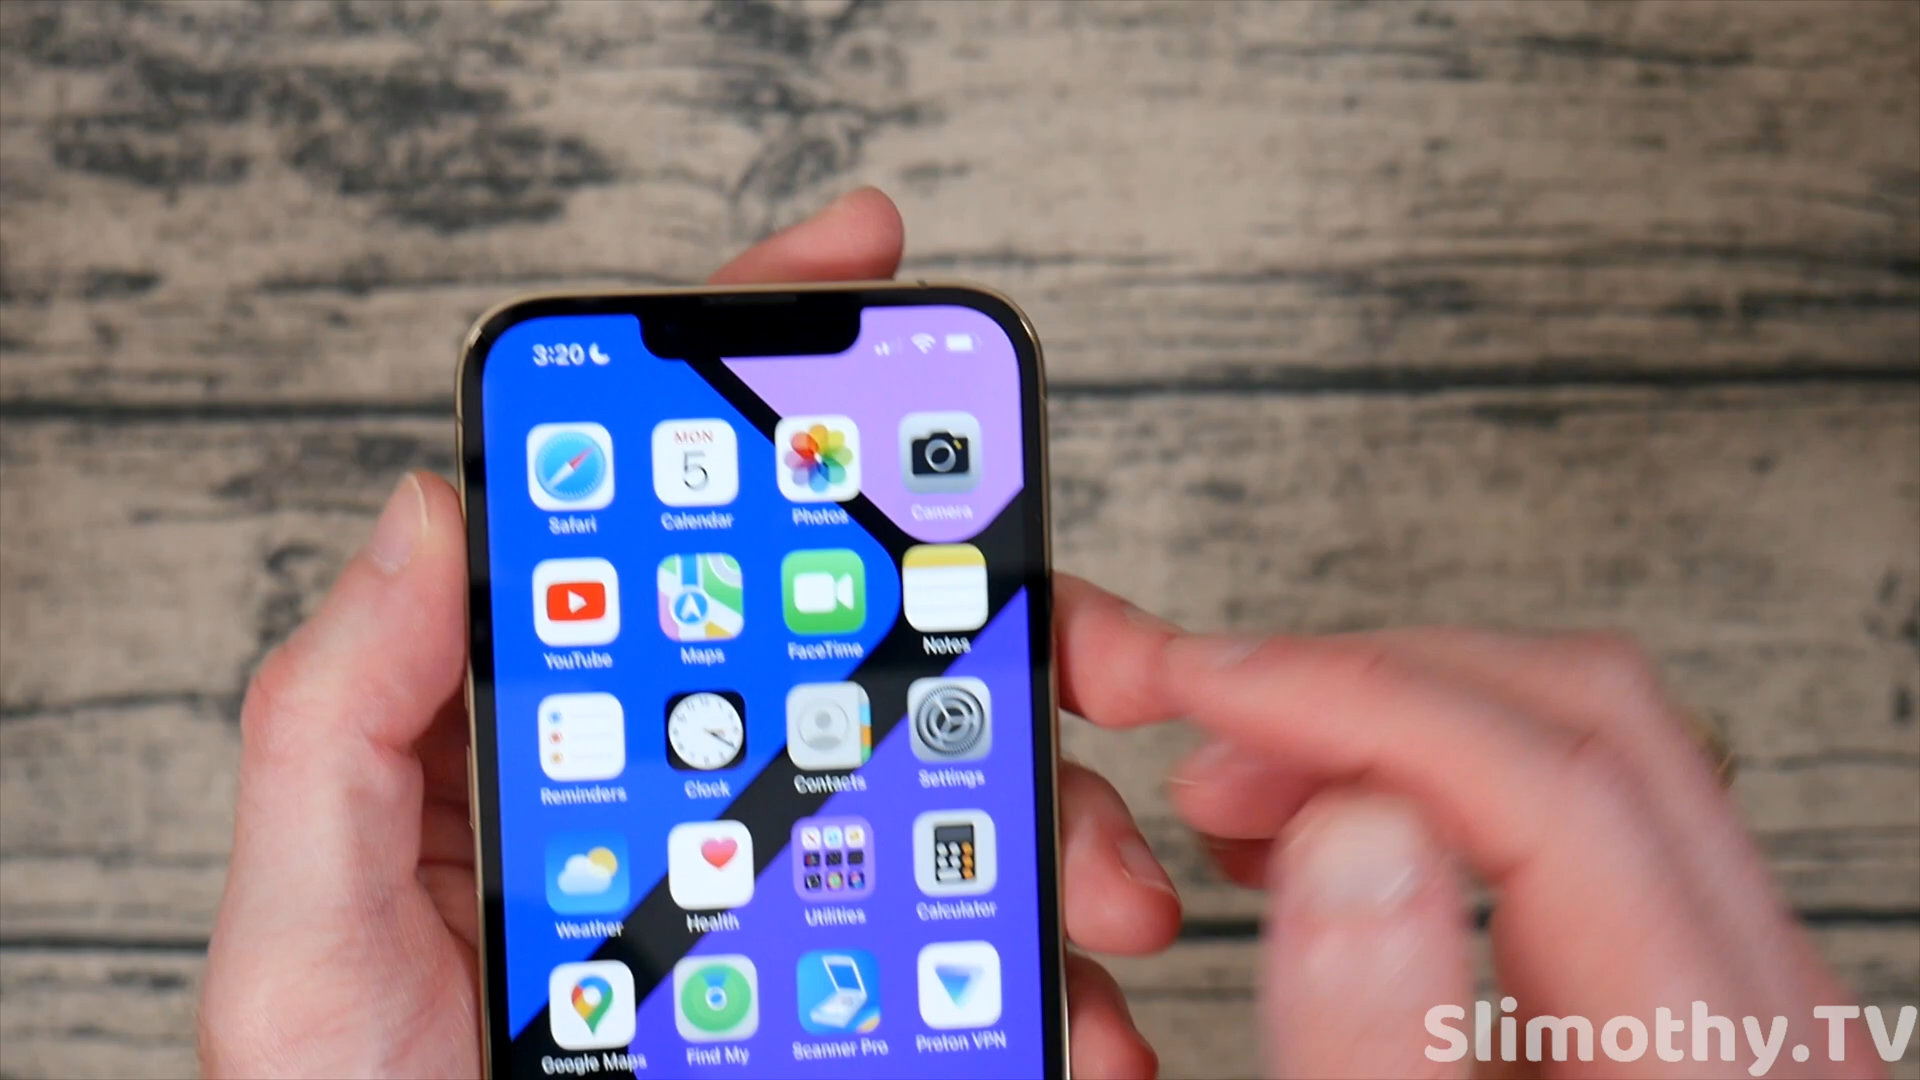 3:20
MON
5
Safari
Calendar
Photos
Camera
YouTube
Maps
FaceTime
Notes
Reminders
Clock
Contacts
Settings
Weather
Health
Utilities
Calculator
Google Maps
Find My
Scanner Pro
Proton VPN
Slimothy.TV